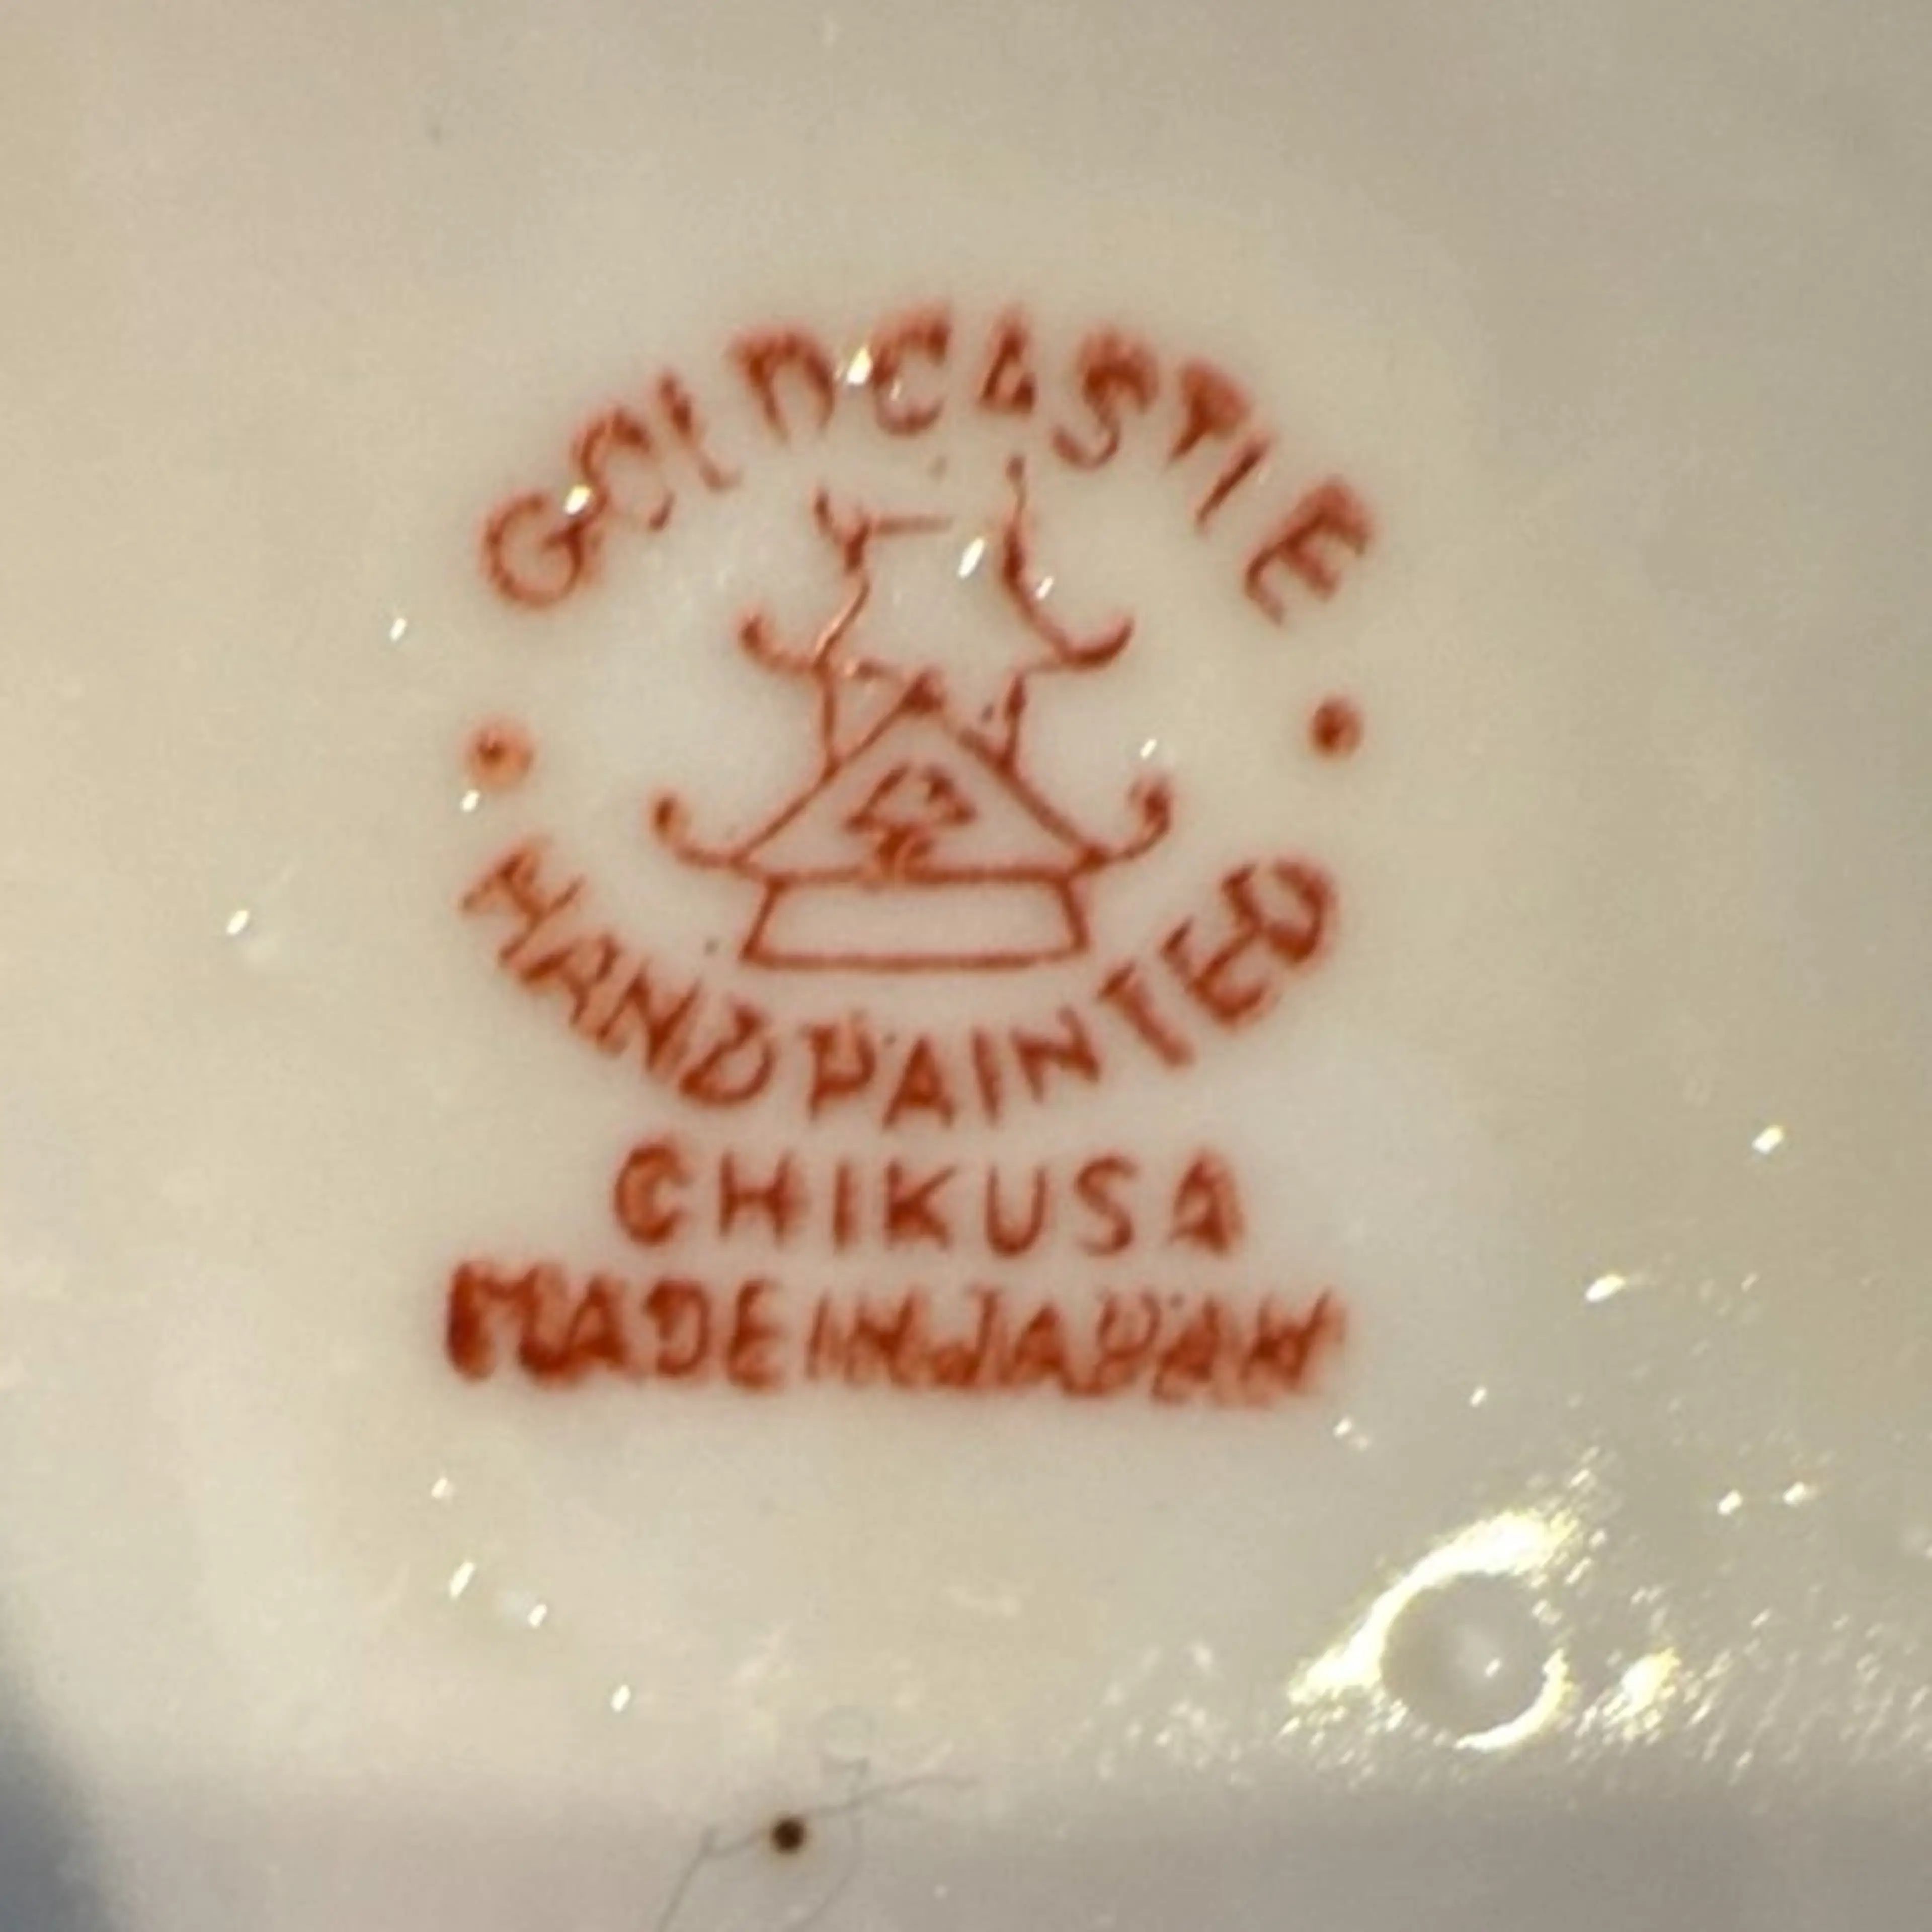 GOLDCASTLE
HAND PAINTED
CHIKUSA
MADE IN JAPAN